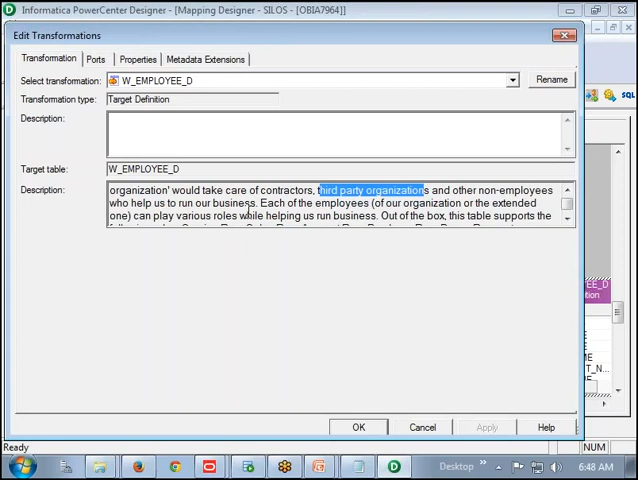 Informatica PowerCenter Designer - [Mapping Designer - SILOS - [OBIA7964]]
Edit Transformations
Transformation Ports Properties Metadata Extensions
Select transformation: W_EMPLOYEE_D Rename
Transformation type: Target Definition
Description:
Target table: W_EMPLOYEE_D
Description: organization' would take care of contractors, third party organizations and other non-employees
who help us to run our business. Each of the employees (of our organization or the extended
one) can play various roles while helping us run business. Out of the box, this table supports the
OK Cancel Apply Help
Ready NUM
Desktop 6:48 AM